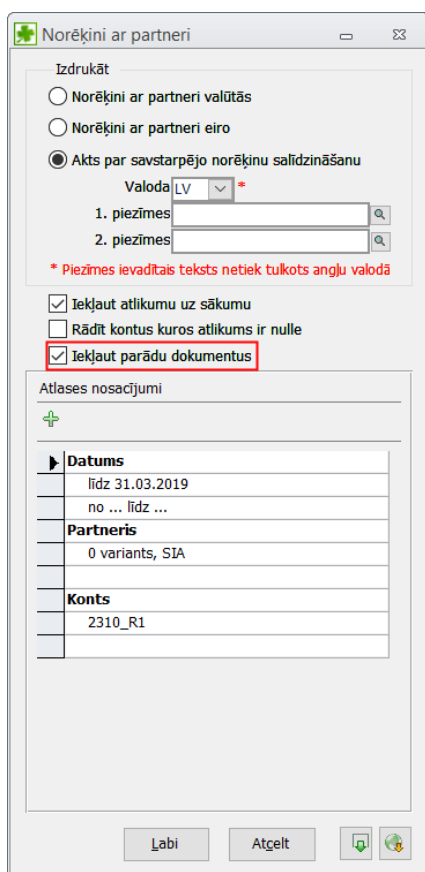 Norēķini ar partneri
Izdrukāt
Norēķini ar partneri valūtās
Norēķini ar partneri eiro
Akts par savstarpējo norēķinu salīdzināšanu
Valoda LV *
1. piezīmes
2. piezīmes
* Piezīmes ievadītais teksts netiek tulkots angļu valodā
Iekļaut atlikumu uz sākumu
Rādīt kontus kuros atlikums ir nulle
Iekļaut parādu dokumentus
Atlases nosacījumi
Datums
līdz 31.03.2019
no ... līdz ...
Partneris
0 variants, SIA
Konts
2310_R1
Labi Atcelt